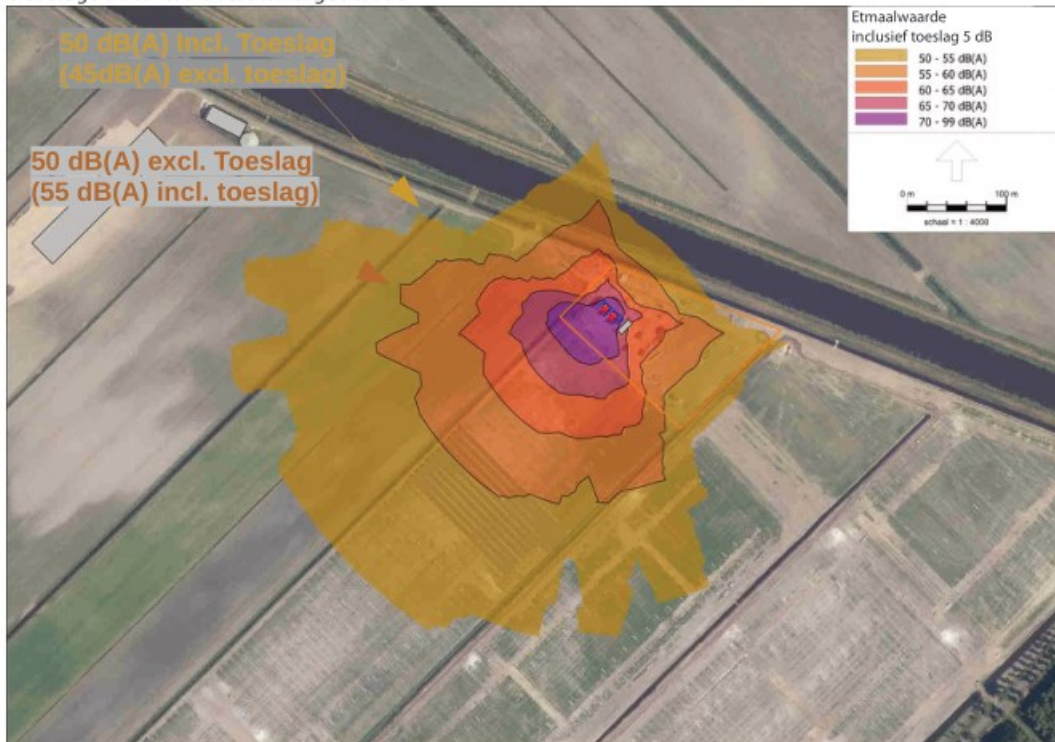 50 dB(A) Incl. Toeslag
(45dB(A) excl. toeslag)
50 dB(A) excl. Toeslag
(55 dB(A) incl. toeslag)
Etmaalwaarde
inclusief toeslag 5 dB
50 - 55 dB(A)
55 - 60 dB(A)
60 - 65 dB(A)
65 - 70 dB(A)
70 - 99 dB(A)
0 m 100 m
schaal = 1 : 4000